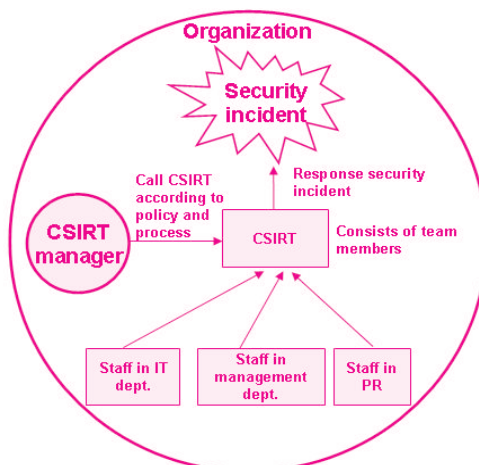 Organization
Security
incident
Call CSIRT
according to
policy and
process
Response security
incident
CSIRT
manager
CSIRT
Consists of team
members
Staff in IT
dept.
Staff in
management
dept.
Staff in
PR